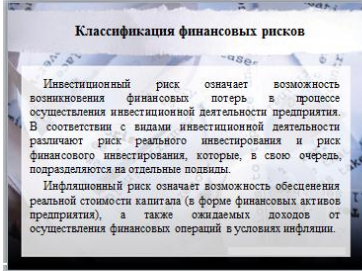 Классификация финансовых рисков
Инвестиционный риск означает возможность
возникновения финансовых потерь в процессе
осуществления инвестиционной деятельности предприятия.
В соответствии с видами инвестиционной деятельности
различают риск реального инвестирования и риск
финансового инвестирования, которые, в свою очередь,
подразделяются на отдельные подвиды.
Инфляционный риск означает возможность обесценения
реальной стоимости капитала (в форме финансовых активов
предприятия), а также ожидаемых доходов от
осуществления финансовых операций в условиях инфляции.